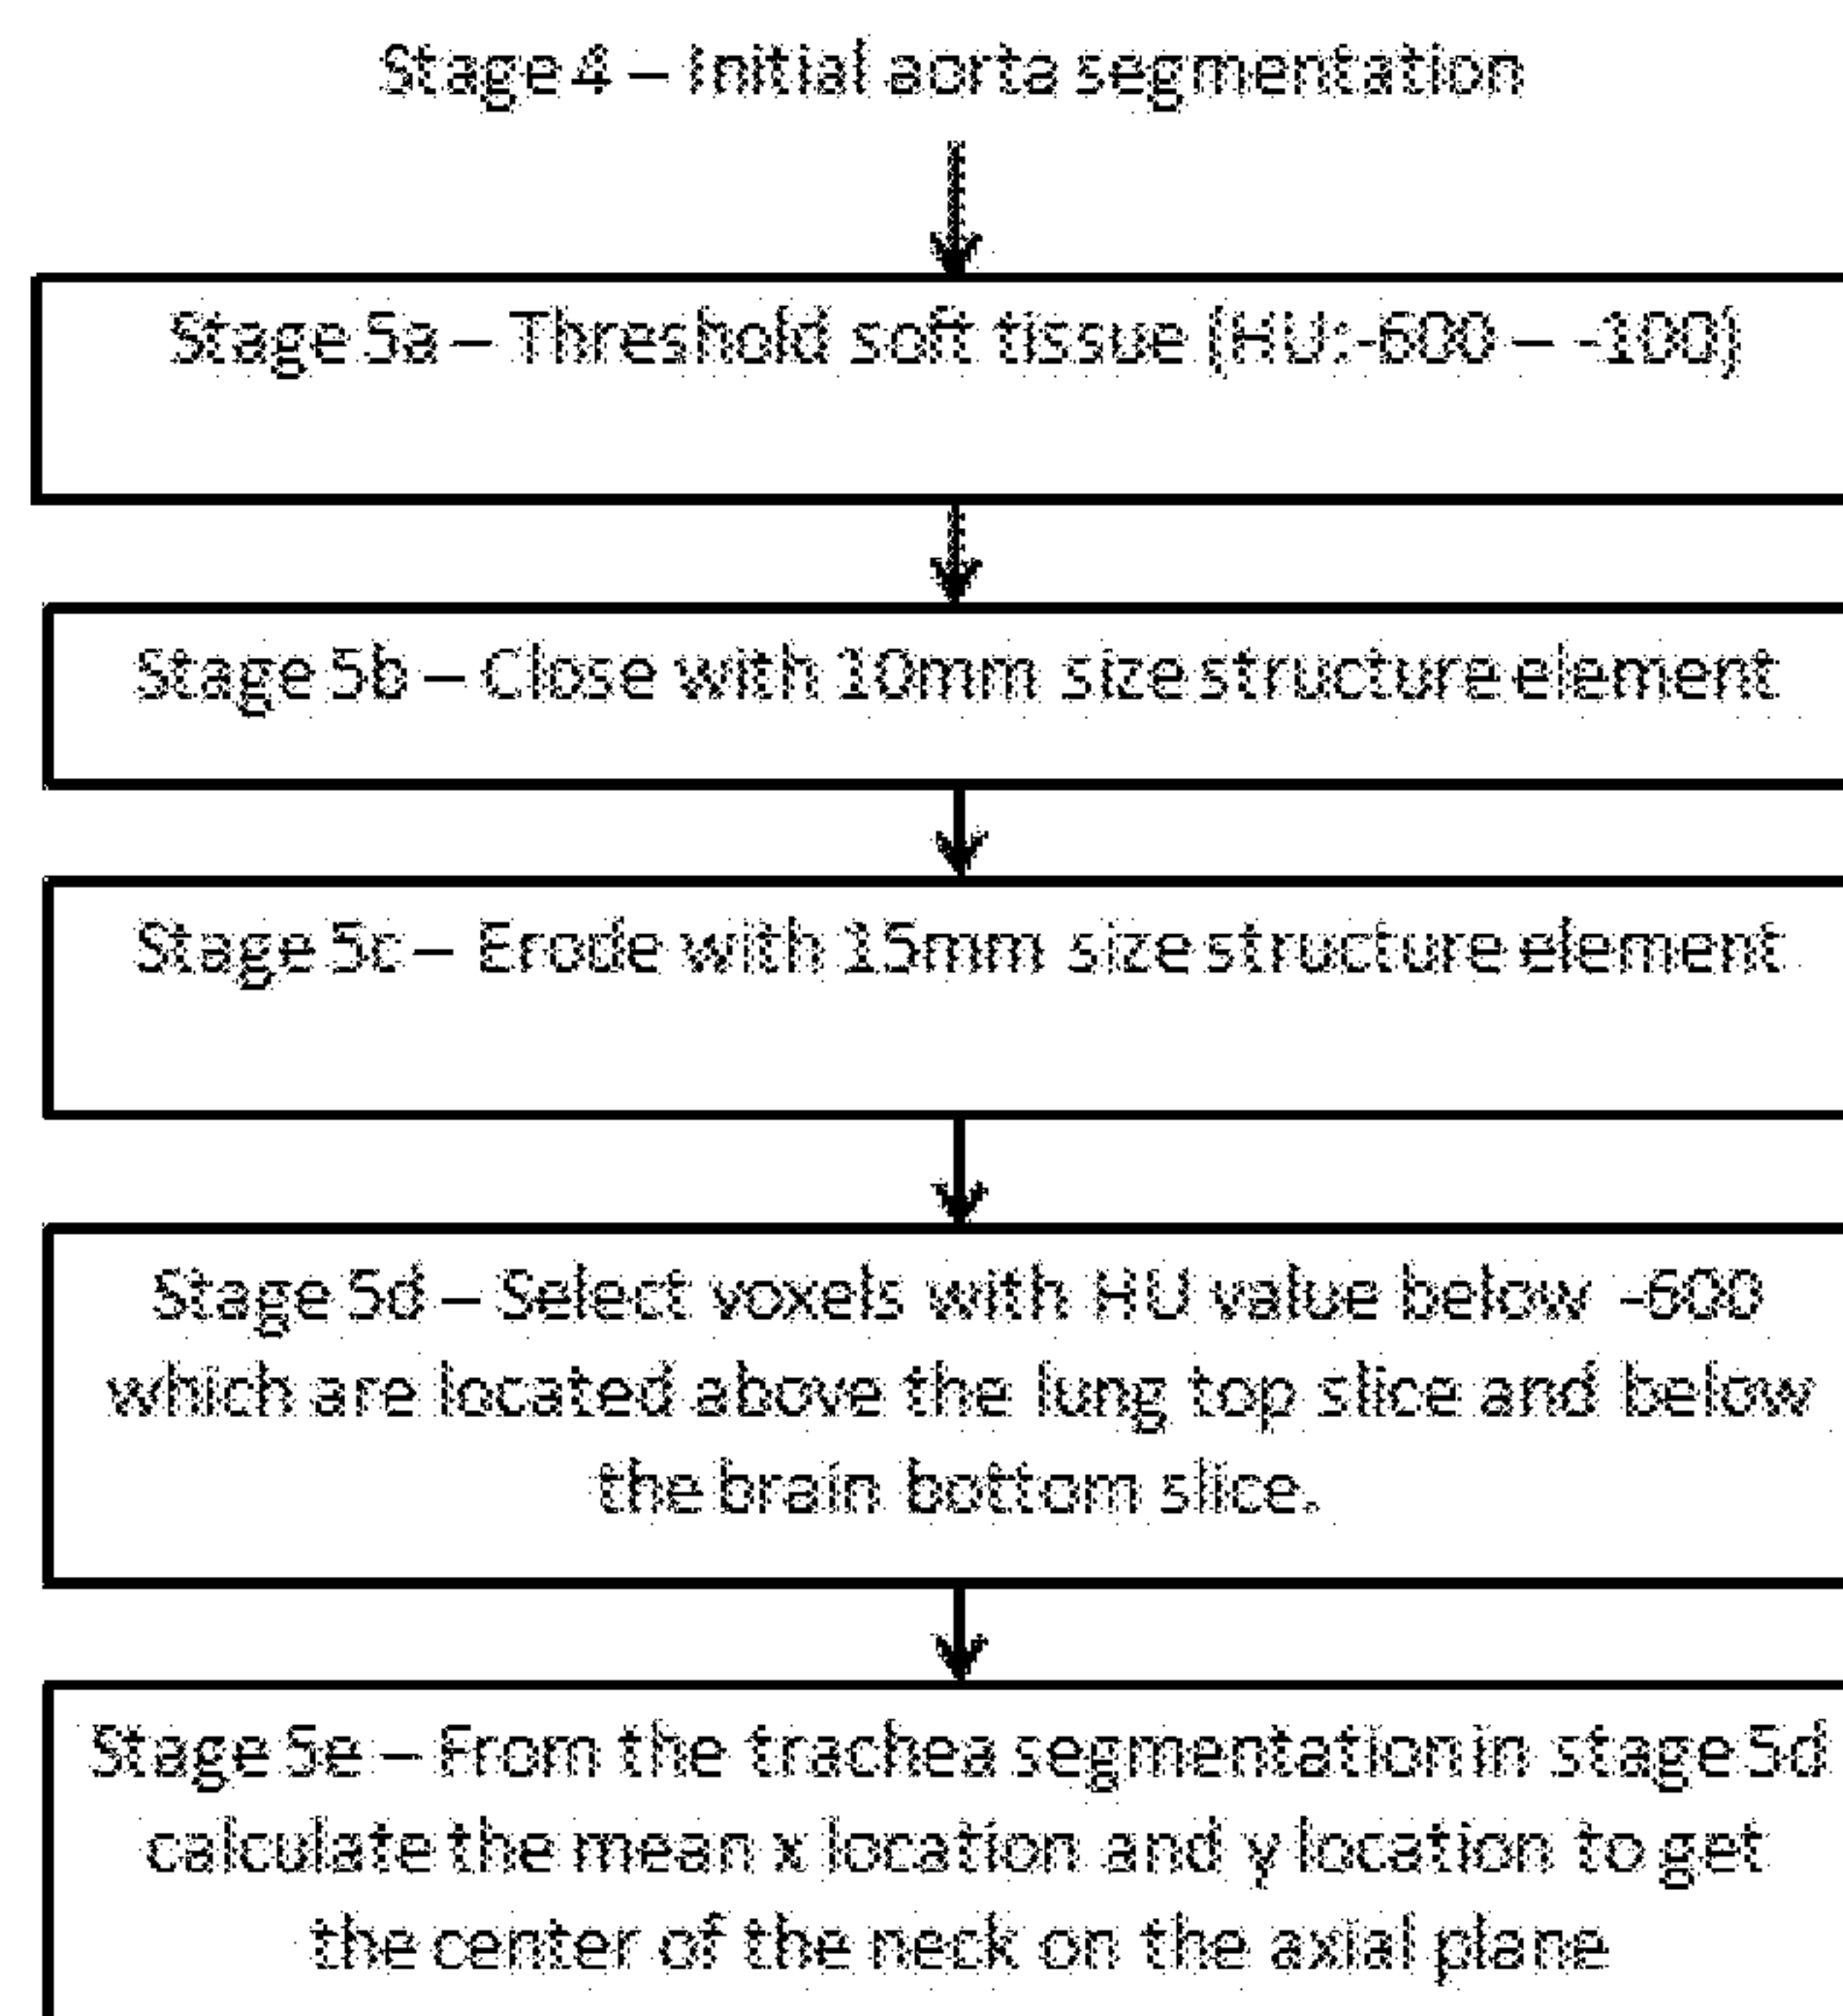 Stage 4 – Initial aorta segmentation
Stage 5a – Threshold soft tissue (HU:-600 – -100)
Stage 5b – Close with 10mm size structure element
Stage 5c – Erode with 15mm size structure element
Stage 5d – Select voxels with HU value below -600
which are located above the lung top slice and below
the brain bottom slice.
Stage 5e – From the trachea segmentation in stage 5d
calculate the mean x location and y location to get
the center of the neck on the axial plane